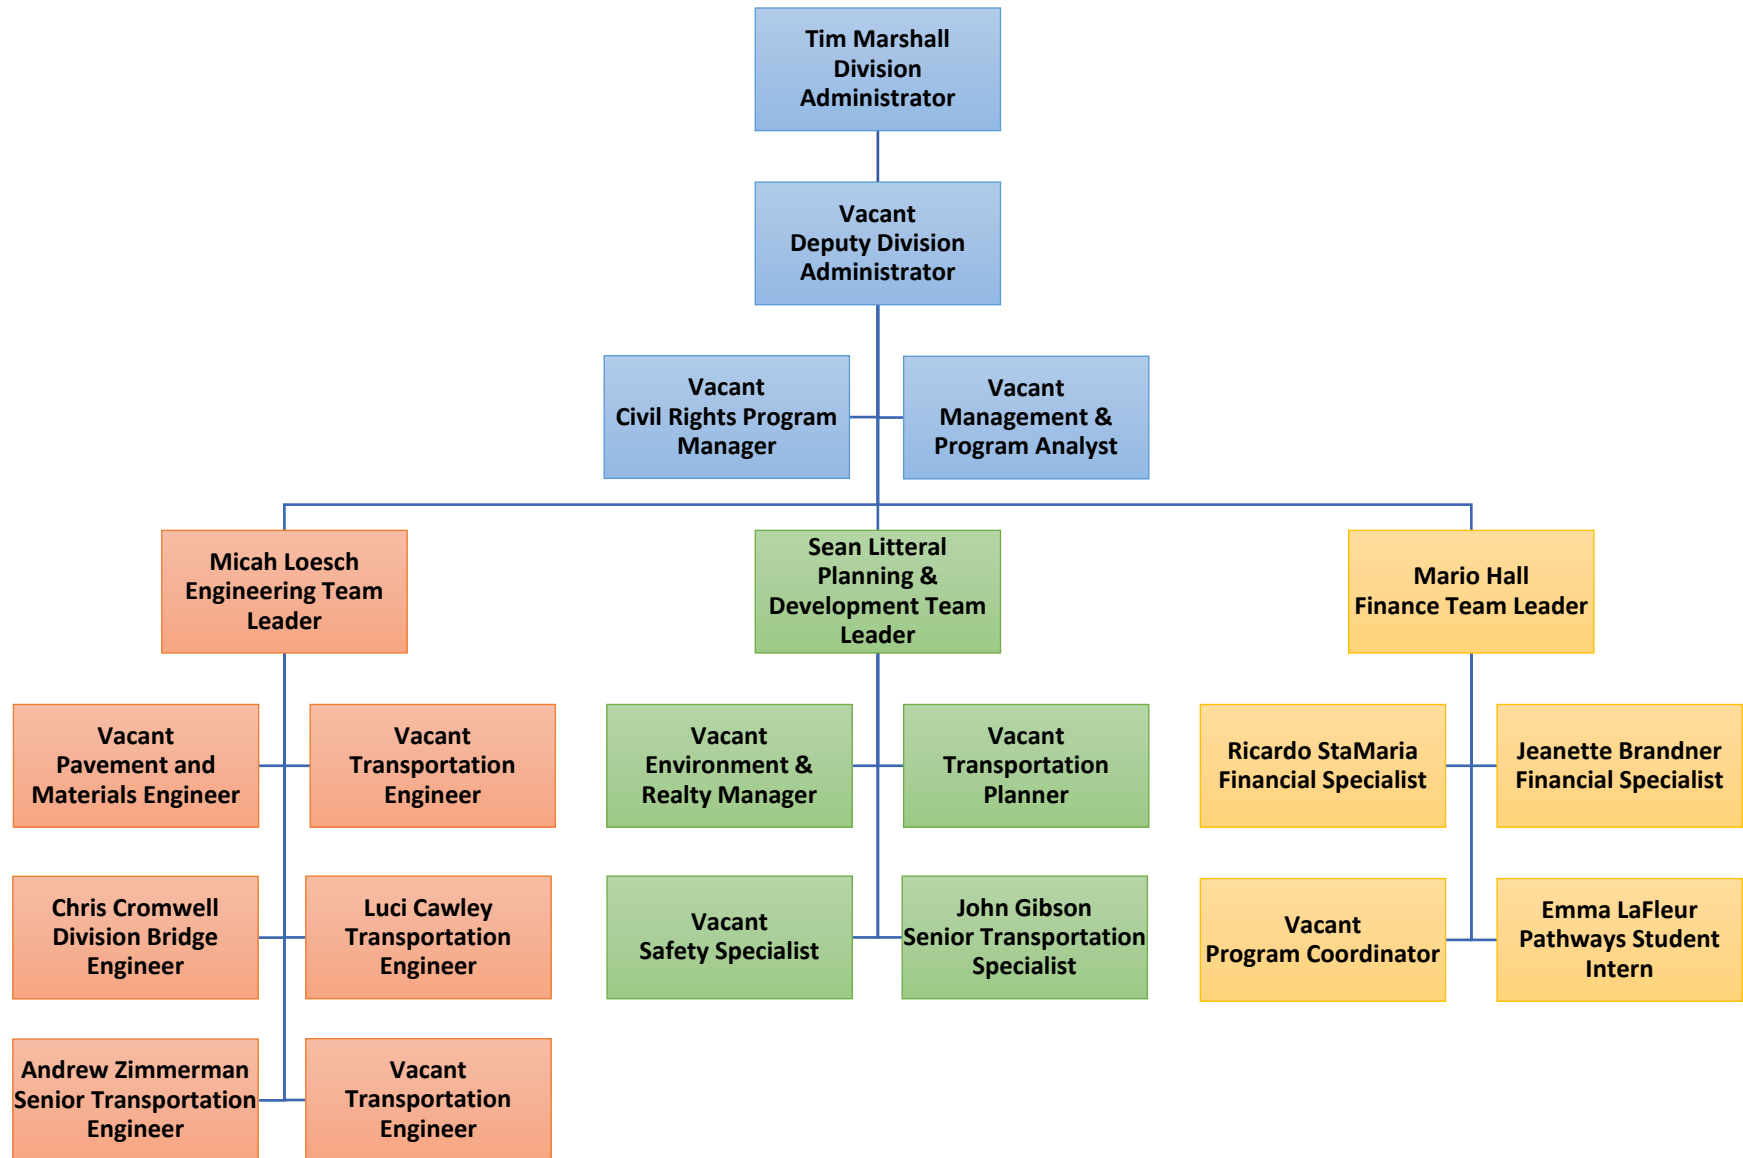 Tim Marshall
Division
Administrator
Vacant
Deputy Division
Administrator
Vacant
Civil Rights Program
Manager
Vacant
Management &
Program Analyst
Micah Loesch
Engineering Team
Leader
Sean Litteral
Planning &
Development Team
Leader
Mario Hall
Finance Team Leader
Vacant
Pavement and
Materials Engineer
Vacant
Transportation
Engineer
Vacant
Environment &
Realty Manager
Vacant
Transportation
Planner
Ricardo StaMaria
Financial Specialist
Jeanette Brandner
Financial Specialist
Chris Cromwell
Division Bridge
Engineer
Luci Cawley
Transportation
Engineer
Vacant
Safety Specialist
John Gibson
Senior Transportation
Specialist
Vacant
Program Coordinator
Emma LaFleur
Pathways Student
Intern
Andrew Zimmerman
Senior Transportation
Engineer
Vacant
Transportation
Engineer